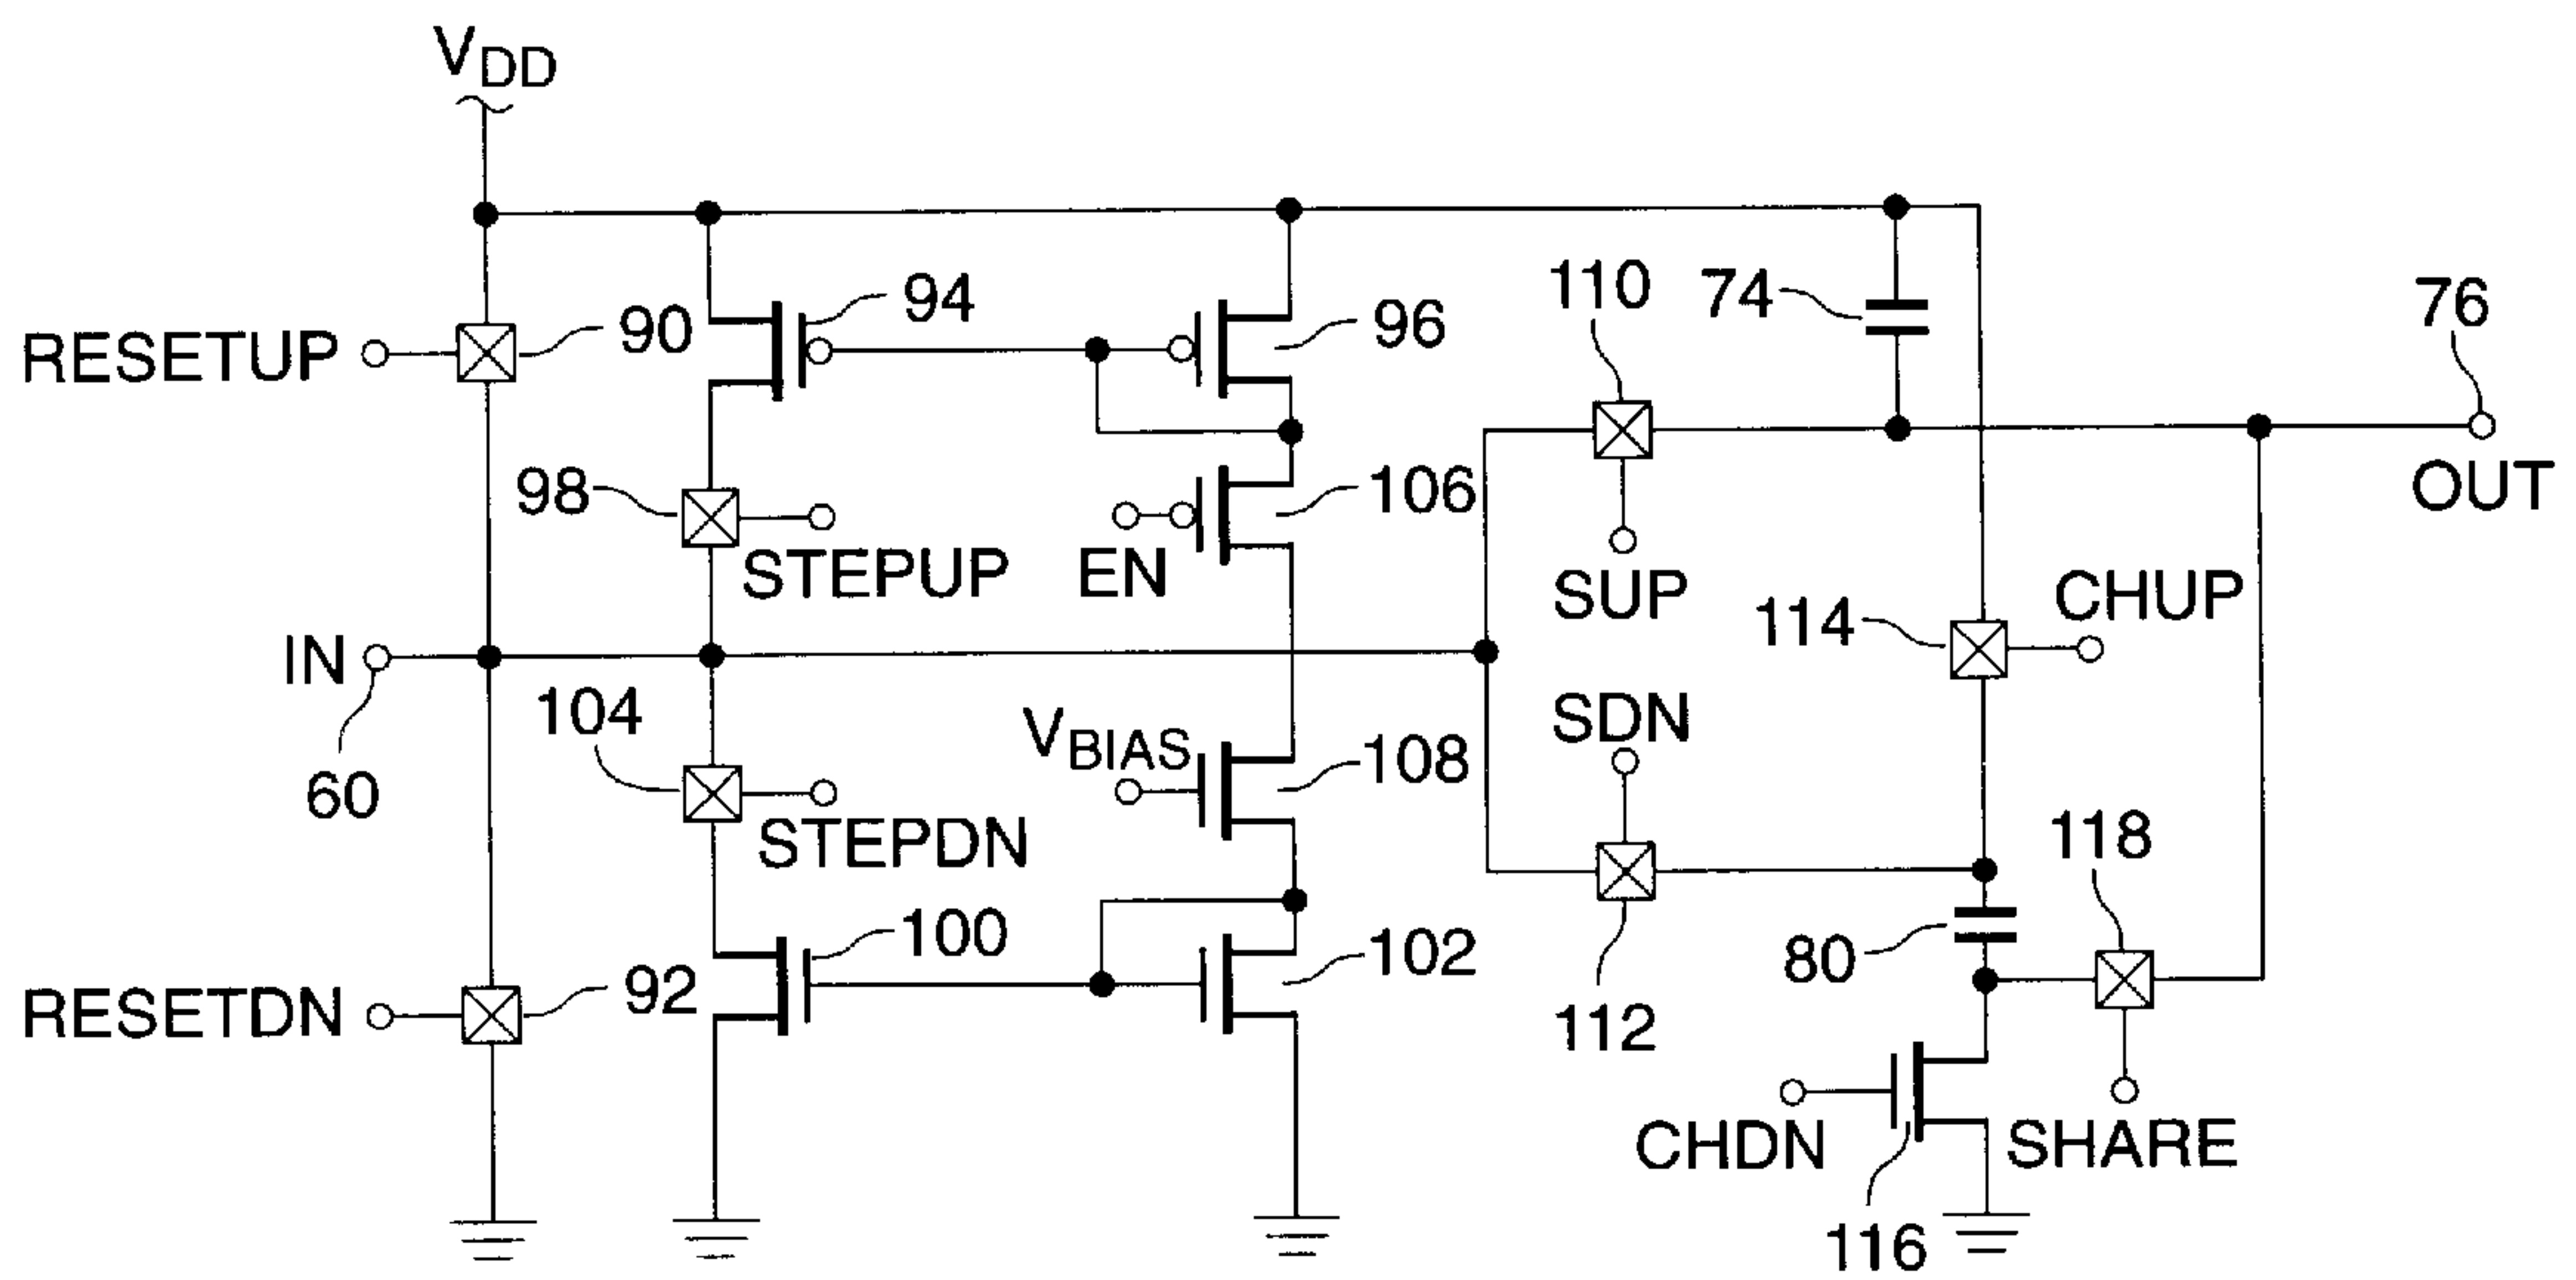 VDD
RESETUP
90
94
96
110
74
76
OUT
98
STEPUP
EN
106
SUP
114
CHUP
IN
60
104
STEPDN
VBIAS
108
SDN
112
118
80
RESETDN
92
100
102
CHDN
SHARE
116